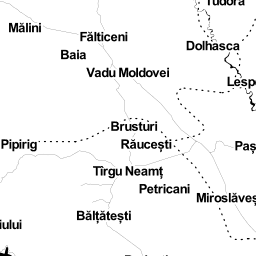 Tudora
Mălini
Fălticeni
Dolhasca
Baia
Vadu Moldovei
Lespe
Brusturi
Pipirig
Răucești
Paș
Tîrgu Neamț
Petricani
Miroslăveș
Bălțătești
iului